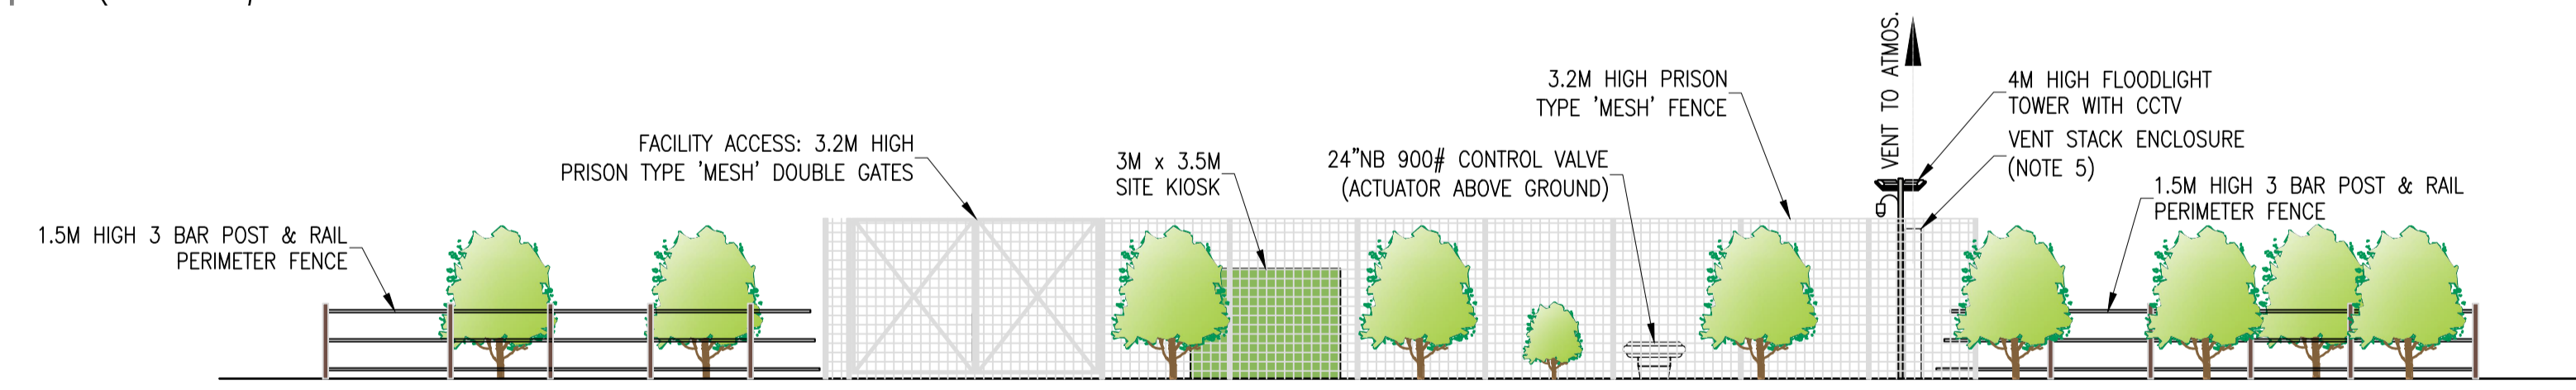 1.5M HIGH 3 BAR POST & RAIL
PERIMETER FENCE
FACILITY ACCESS: 3.2M HIGH
PRISON TYPE 'MESH' DOUBLE GATES
3M x 3.5M
SITE KIOSK
24"NB 900# CONTROL VALVE
(ACTUATOR ABOVE GROUND)
3.2M HIGH PRISON
TYPE 'MESH' FENCE
VENT TO ATMOS.
4M HIGH FLOODLIGHT
TOWER WITH CCTV
VENT STACK ENCLOSURE
(NOTE 5)
1.5M HIGH 3 BAR POST & RAIL
PERIMETER FENCE